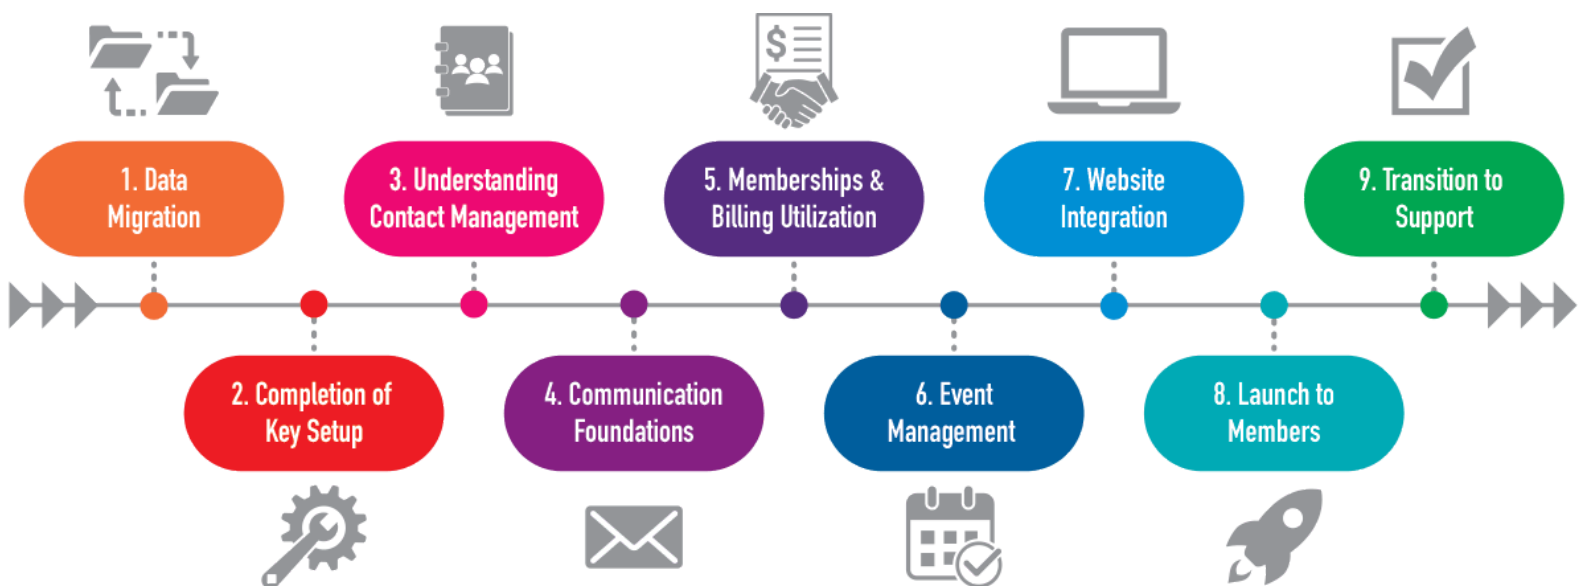 1. Data
Migration
2. Completion of
Key Setup
3. Understanding
Contact Management
4. Communication
Foundations
$
5. Memberships &
Billing Utilization
6. Event
Management
7. Website
Integration
8. Launch to
Members
9. Transition to
Support